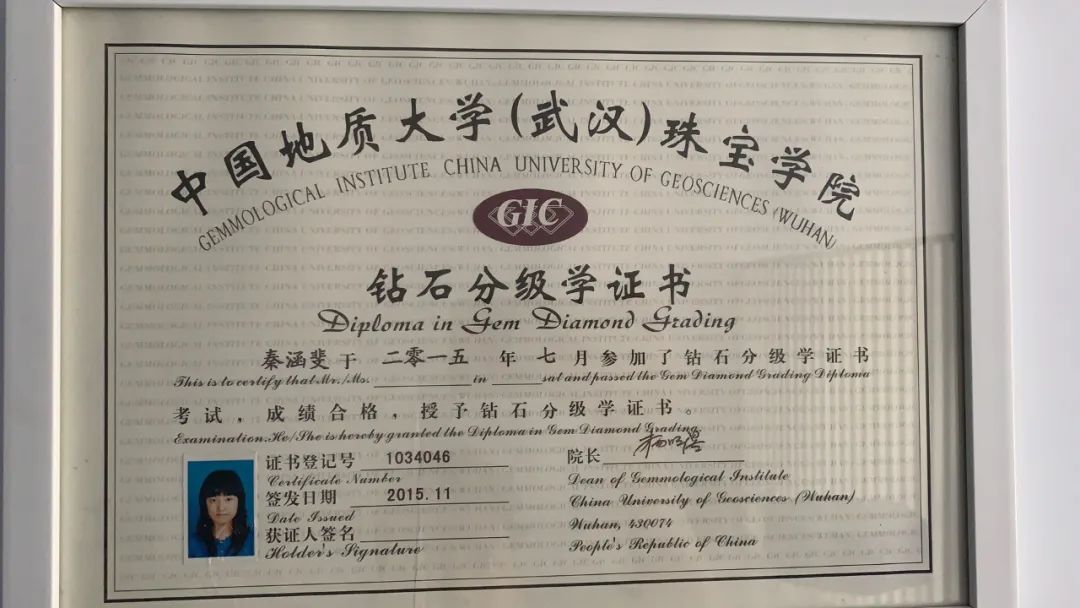 中国地质大学(武汉)珠宝学院
GEMMOLOGICAL INSTITUTE CHINA UNIVERSITY OF GEOSCIENCES (WUHAN)
GIC
钻石分级学证书
Diploma in Gem Diamond Grading
秦涵斐于 二零一五 年 七 月参加了钻石分级学证书
This is to certify that Mr./Ms. in sat and passed the Gem Diamond Grading Diploma
考试，成绩合格，授予钻石分级学证书。
Examination. He/She is hereby granted the Diploma in Gem Diamond Grading.
证书登记号 1034046
Certificate Number
签发日期 2015.11
Date Issued
获证人签名
Holder's Signature
院长
Dean of Gemmological Institute
China University of Geosciences (Wuhan)
Wuhan, 430074
People's Republic of China